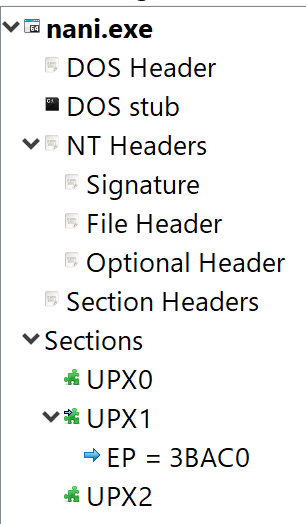 nani.exe
DOS Header
DOS stub
NT Headers
Signature
File Header
Optional Header
Section Headers
Sections
UPX0
UPX1
EP = 3BAC0
UPX2